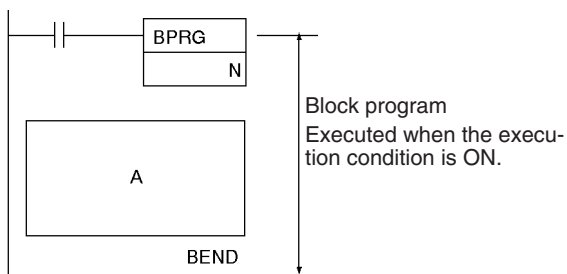 BPRG
N
Block program
Executed when the execu-
tion condition is ON.
A
BEND